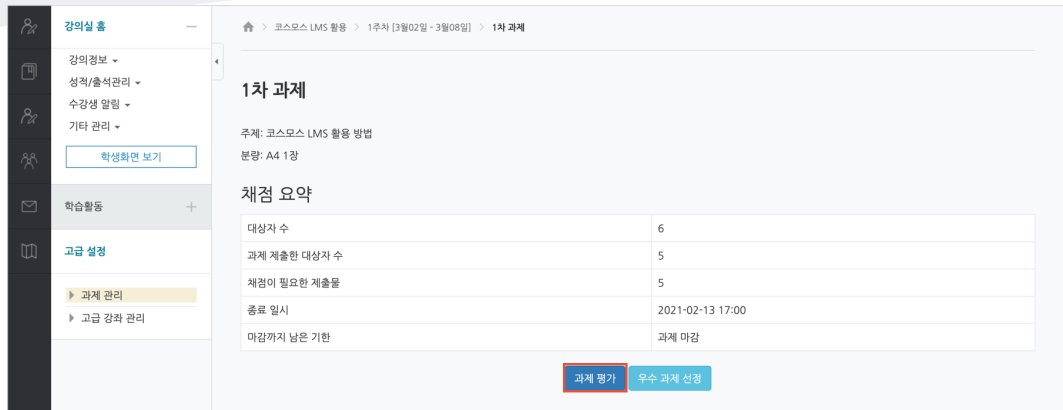 강의실 홈
강의정보
성적/출석관리
수강생 알림
기타 관리
학생화면 보기
학습활동
고급 설정
과제 관리
고급 강좌 관리
코스모스 LMS 활용 > 1주차 [3월02일 - 3월08일] > 1차 과제
1차 과제
주제: 코스모스 LMS 활용 방법
분량: A4 1장
채점 요약
대상자 수 6
과제 제출한 대상자 수 5
채점이 필요한 제출물 5
종료 일시 2021-02-13 17:00
마감까지 남은 기한 과제 마감
과제 평가 우수 과제 선정